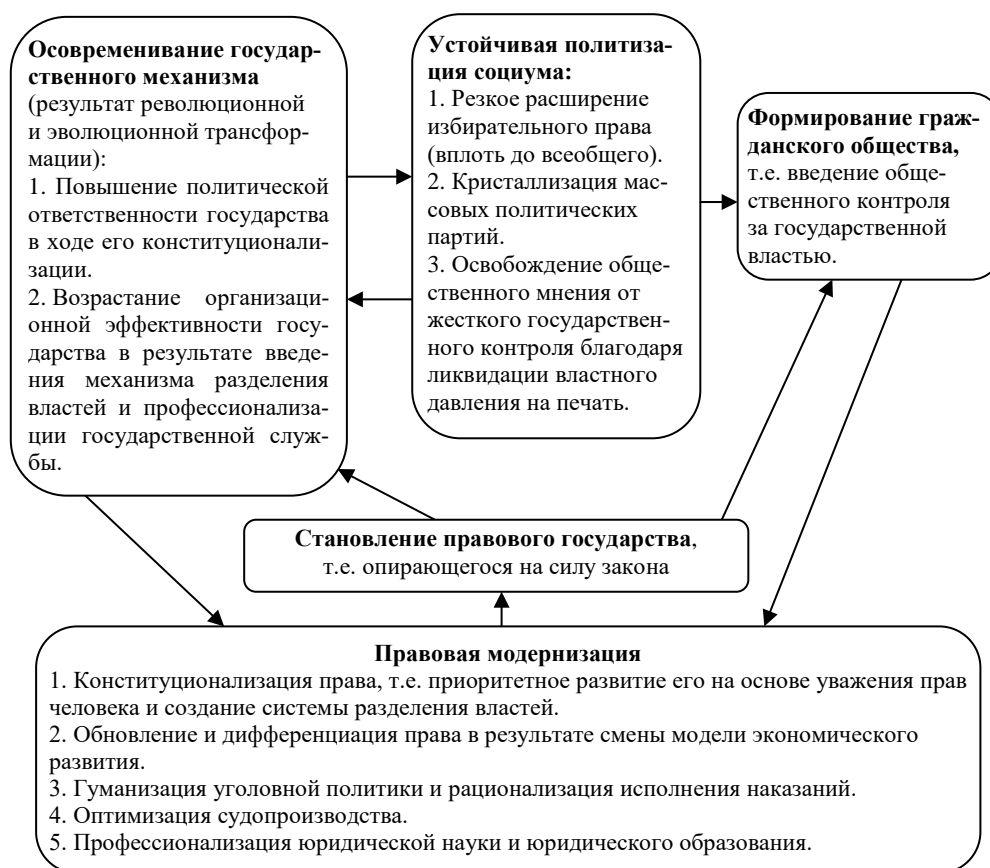 Осовременивание государ-
ственного механизма
(результат революционной
и эволюционной трансфор-
мации):
1. Повышение политической
ответственности государства
в ходе его конституционали-
зации.
2. Возрастание организаци-
онной эффективности госу-
дарства в результате введе-
ния механизма разделения
властей и профессионализа-
ции государственной служ-
бы.
Устойчивая политиза-
ция социума:
1. Резкое расширение
избирательного права
(вплоть до всеобщего).
2. Кристаллизация мас-
совых политических
партий.
3. Освобождение обще-
ственного мнения от
жесткого государствен-
ного контроля благодаря
ликвидации властного
давления на печать.
Формирование граж-
данского общества,
т.е. введение обще-
ственного контроля
за государственной
властью.
Становление правового государства,
т.е. опирающегося на силу закона
Правовая модернизация
1. Конституционализация права, т.е. приоритетное развитие его на основе уважения прав
человека и создание системы разделения властей.
2. Обновление и дифференциация права в результате смены модели экономического
развития.
3. Гуманизация уголовной политики и рационализация исполнения наказаний.
4. Оптимизация судопроизводства.
5. Профессионализация юридической науки и юридического образования.